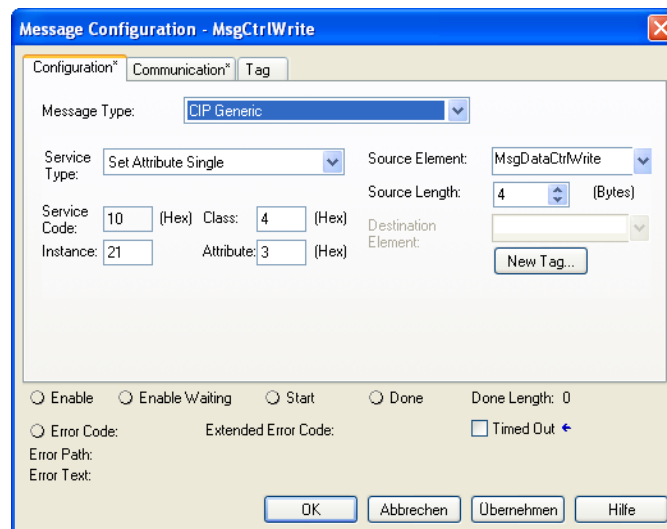 Message Configuration - MsgCtrlWrite
Configuration* Communication* Tag
Message Type: CIP Generic
Service Type: Set Attribute Single Source Element: MsgDataCtrlWrite
Source Length: 4 (Bytes)
Service Code: 10 (Hex) Class: 4 (Hex) Destination Element:
Instance: 21 Attribute: 3 (Hex)
New Tag...
Enable Enable Waiting Start Done Done Length: 0
Error Code: Extended Error Code: Timed Out
Error Path:
Error Text:
OK Abbrechen Übernehmen Hilfe